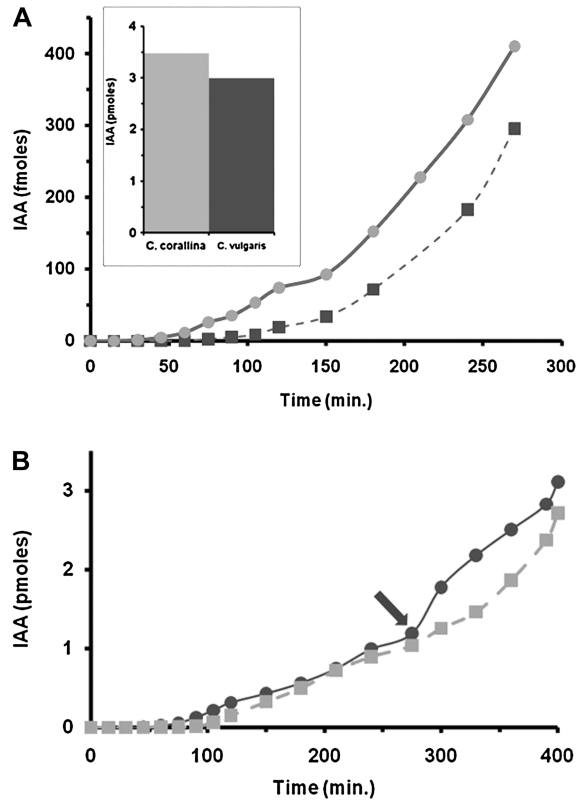 A
400
300
200
100
0
IAA (fmoles)
4
3
2
1
0
IAA (pmoles)
C. corallina C. vulgaris
0 50 100 150 200 250 300
Time (min.)
B
3
2
1
0
IAA (pmoles)
0 100 200 300 400
Time (min.)